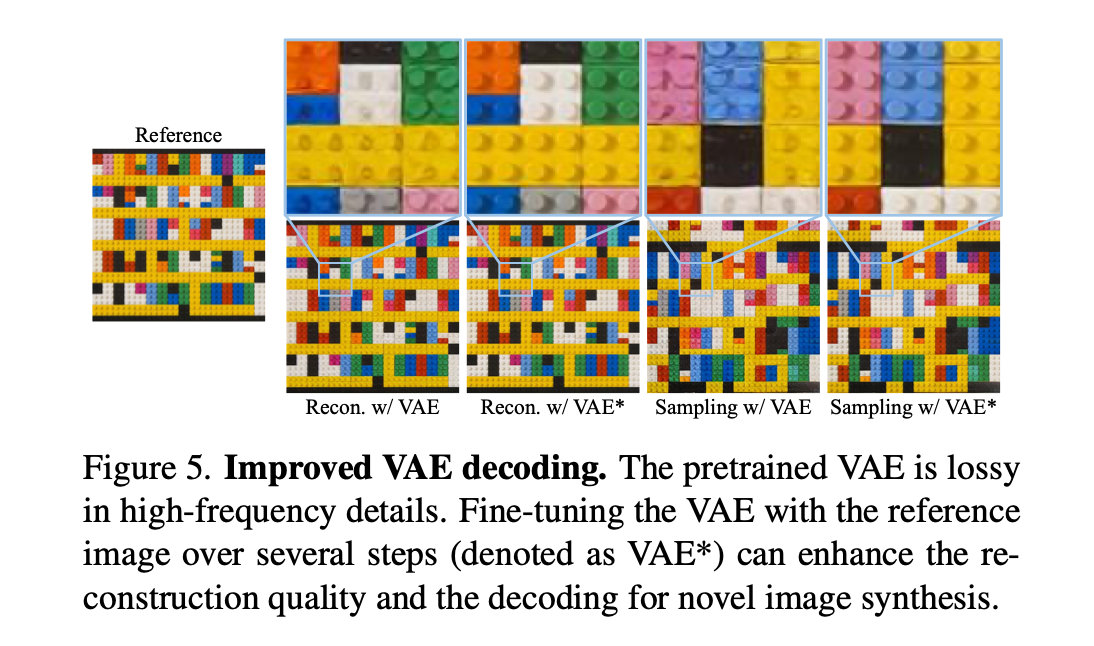 Reference
Recon. w/ VAE
Recon. w/ VAE*
Sampling w/ VAE
Sampling w/ VAE*
Figure 5. Improved VAE decoding. The pretrained VAE is lossy
in high-frequency details. Fine-tuning the VAE with the reference
image over several steps (denoted as VAE*) can enhance the re-
construction quality and the decoding for novel image synthesis.